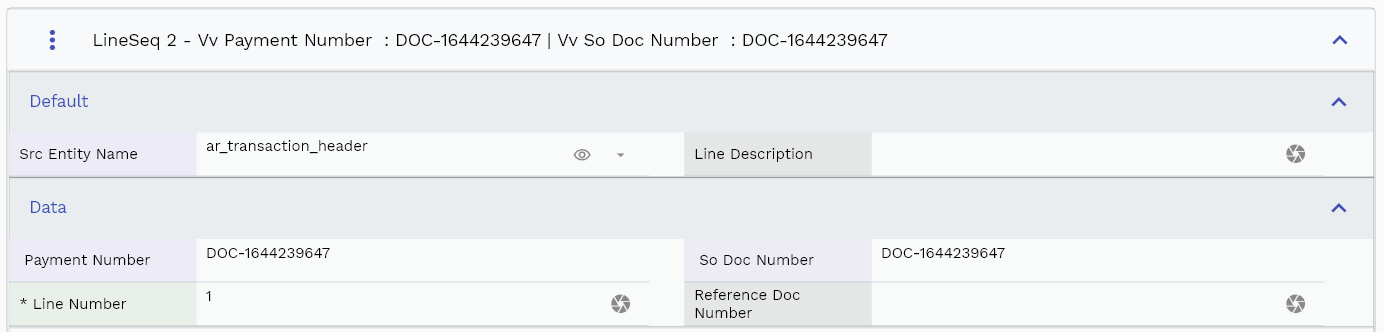 LineSeq 2 - Vv Payment Number : DOC-1644239647 | Vv So Doc Number : DOC-1644239647
Default
Src Entity Name ar_transaction_header Line Description
Data
Payment Number DOC-1644239647 So Doc Number DOC-1644239647
* Line Number 1 Reference Doc
Number